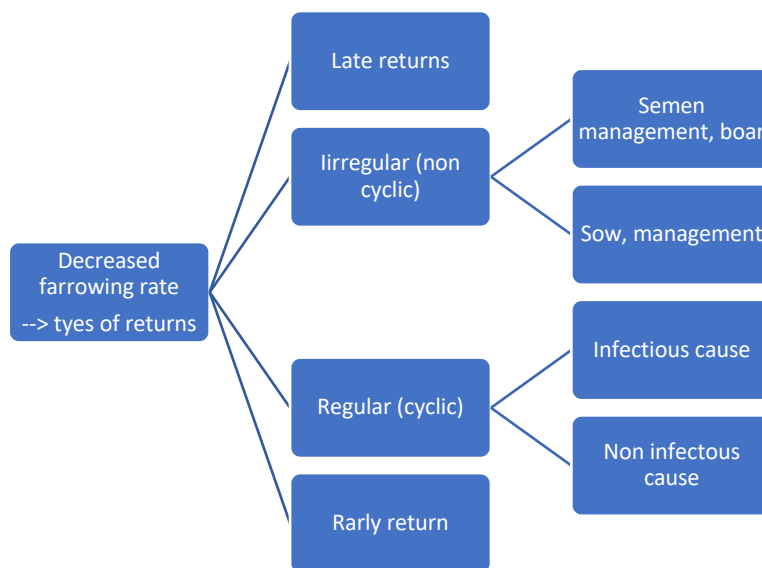 Late returns
Semen
management, boar
Iirregular (non
cyclic)
Sow, management
Decreased
farrowing rate
--> tyes of returns
Infectious cause
Regular (cyclic)
Non infectous
cause
Rarly return